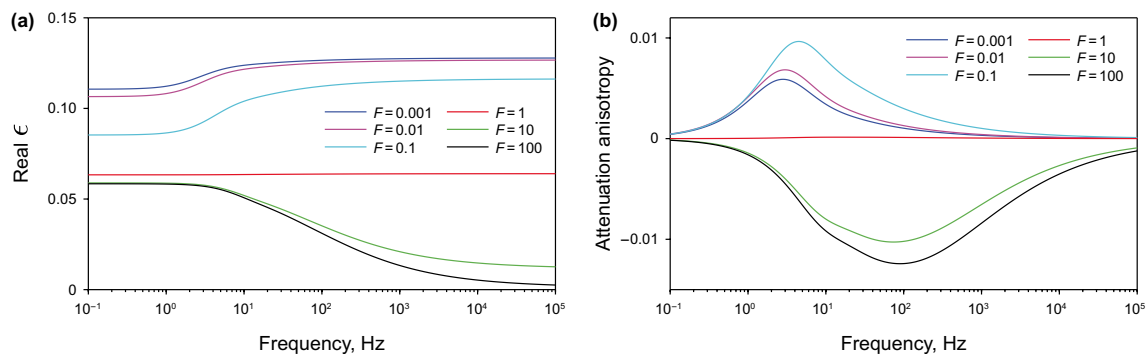 (a)
0.15
0.10
0.05
0
Real ϵ
F = 0.001 F = 1
F = 0.01 F = 10
F = 0.1 F = 100
10⁻¹ 10⁰ 10¹ 10² 10³ 10⁴ 10⁵
Frequency, Hz
(b)
0.01
0
−0.01
Attenuation anisotropy
F = 0.001 F = 1
F = 0.01 F = 10
F = 0.1 F = 100
10⁻¹ 10⁰ 10¹ 10² 10³ 10⁴ 10⁵
Frequency, Hz